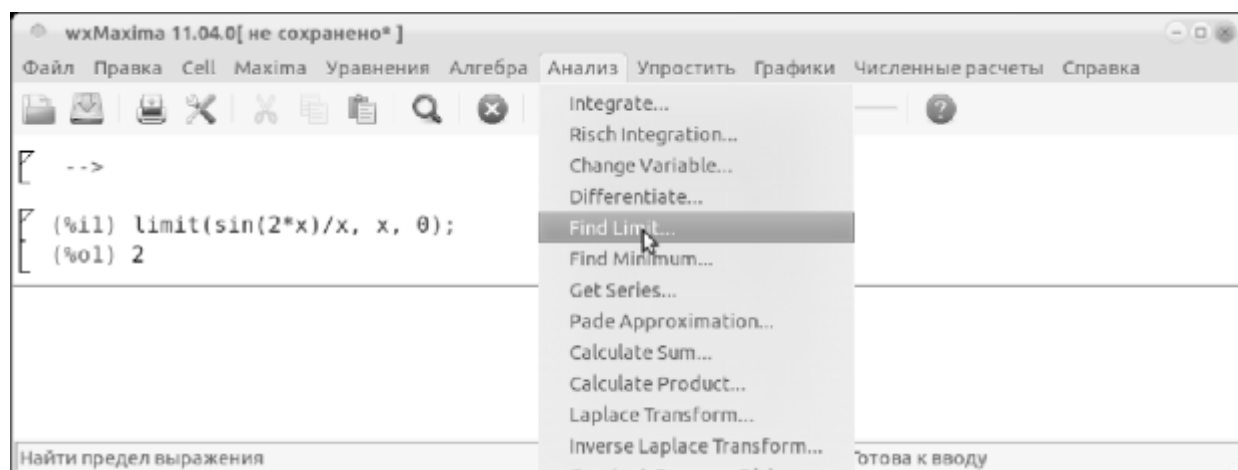 wxMaxima 11.04.0[ не сохранено* ]
Файл Правка Cell Maxima Уравнения Алгебра Анализ Упростить Графики Численные расчеты Справка
Integrate...
Risch Integration...
Change Variable...
Differentiate...
Find Limit...
Find Minimum...
Get Series...
Pade Approximation...
Calculate Sum...
Calculate Product...
Laplace Transform...
Inverse Laplace Transform...
-->
(%i1) limit(sin(2*x)/x, x, 0);
(%o1) 2
Найти предел выражения
Готова к вводу